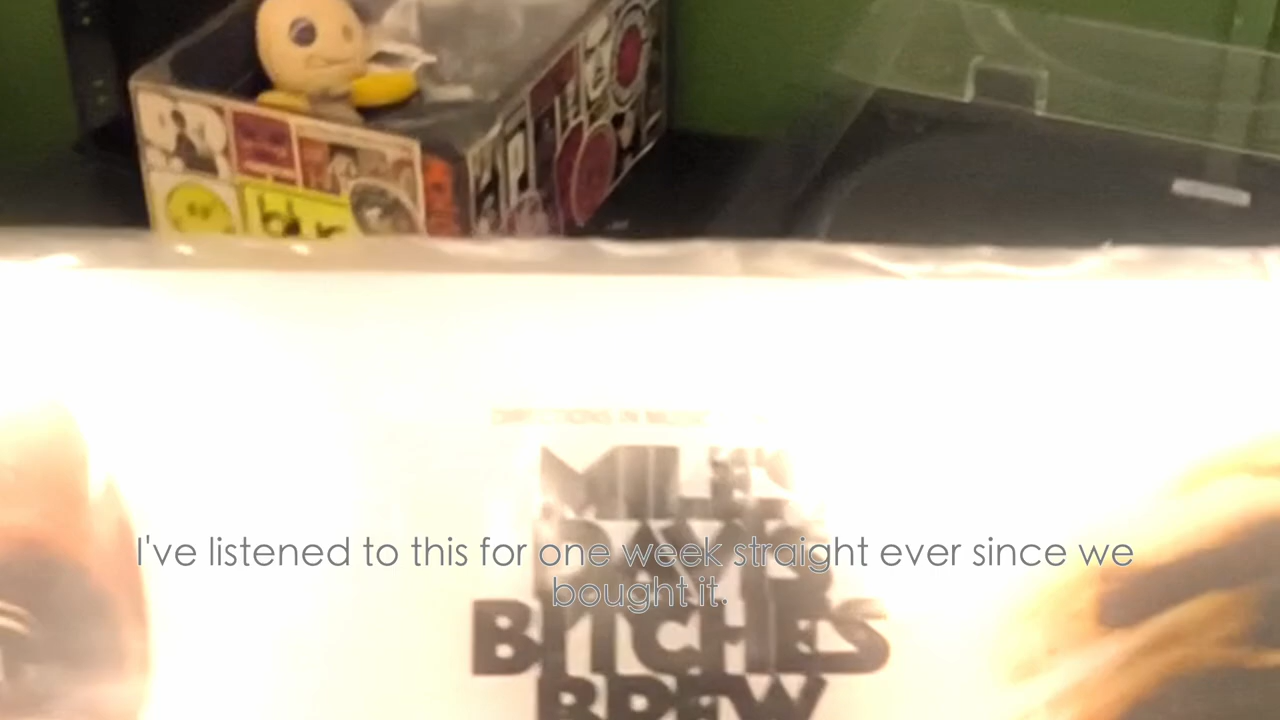 blur
DIRECTIONS IN MUSIC
MILES
DAVIS
I've listened to this for one week straight ever since we
bought it.
BITCHES
BREW